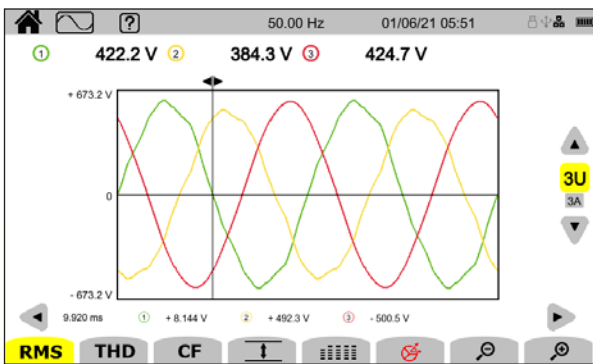 ? 50.00 Hz 01/06/21 05:51
1 422.2 V 2 384.3 V 3 424.7 V
+ 673.2 V
0
- 673.2 V
3U
3A
9.920 ms 1 + 8.144 V 2 + 492.3 V 3 - 500.5 V
RMS THD CF